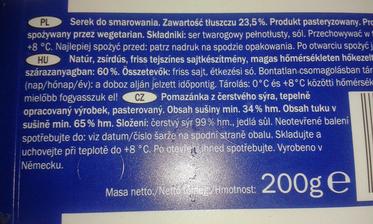 PL Serek do smarowania. Zawartość tłuszczu 23,5%. Produkt pasteryzowany.
spożywany przez wegetarian. Składniki: ser twarogowy pełnotłusty, sól. Przechowywać w
+8 °C. Najlepiej spożyć przed: patrz nadruk na spodzie opakowania. Po otwarciu spożyć
HU Natúr, zsírdús, friss tejszínes sajtkészítmény, magas hőmérsékleten hőkezelt
szárazanyagban: 60%. Összetevők: friss sajt, étkezési só. Bontatlan csomagolásban
(nap/hónap/év): a doboz alján jelzett időpontig. Tárolás: 0°C és +8°C közötti
mielőbb fogyasszuk el! CZ Pomazánka z čerstvého sýra, tepelně
opracovaný výrobek, pasterovaný. Obsah sušiny min. 34% hm. Obsah tuku v
sušině min. 65% hm. Složení: čerstvý sýr 99% hm., jedlá sůl. Neotevřené balení
spotřebujte do: viz datum/číslo šarže na spodní straně obalu. Skladujte a
uchovejte při teplotě do +8 °C. Po otevření ihned spotřebujte. Vyrobeno v
Německu.
Masa netto:/Netto tömeg:/Hmotnost: 200g e